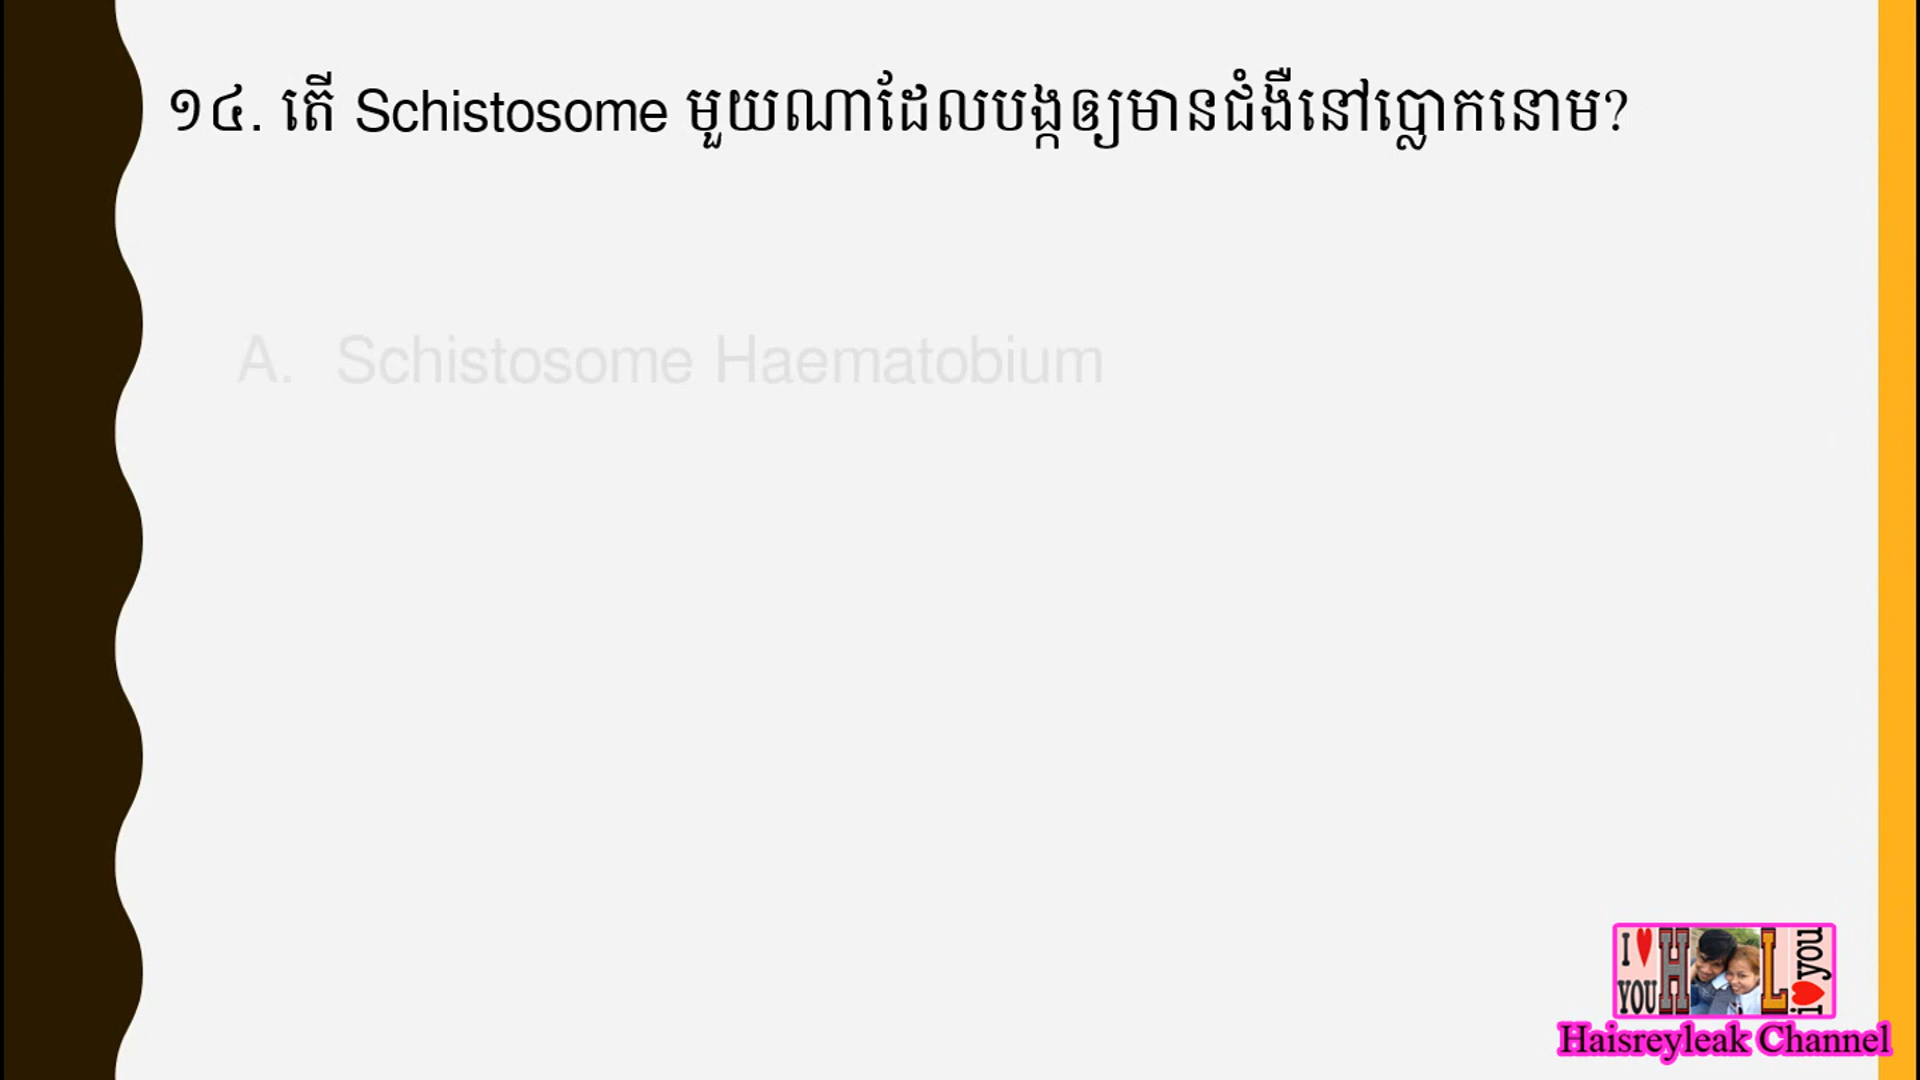 ១៤. តើ Schistosome មួយណាដែលបង្កឲ្យមានជំងឺនៅប្លោកនោម?
A. Schistosome Haematobium
I ♥ YOU H L i ♥ you
Haisreyleak Channel